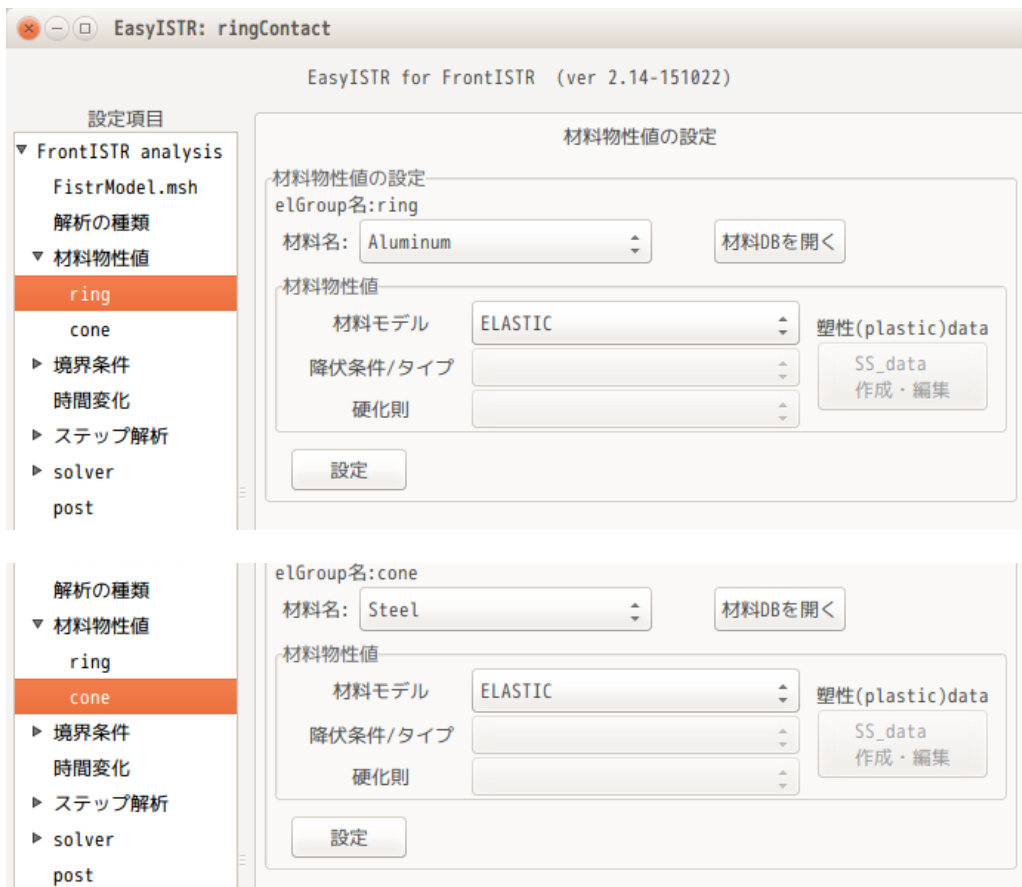 EasyISTR: ringContact
EasyISTR for FrontISTR (ver 2.14-151022)
設定項目
FrontISTR analysis
FistrModel.msh
解析の種類
材料物性値
ring
cone
境界条件
時間変化
ステップ解析
solver
post
材料物性値の設定
材料物性値の設定
elGroup名:ring
材料名: Aluminum 材料DBを開く
材料物性値
材料モデル ELASTIC 塑性(plastic)data
降伏条件/タイプ SS_data
作成・編集
硬化則
設定
解析の種類
材料物性値
ring
cone
境界条件
時間変化
ステップ解析
solver
post
elGroup名:cone
材料名: Steel 材料DBを開く
材料物性値
材料モデル ELASTIC 塑性(plastic)data
降伏条件/タイプ SS_data
作成・編集
硬化則
設定